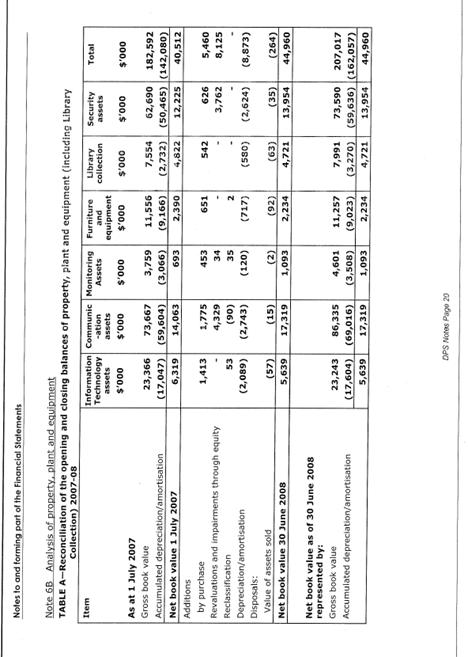 Notes to and forming part of the Financial Statements
Note 6B Analysis of property, plant and equipment
TABLE A—Reconciliation of the opening and closing balances of property, plant and equipment (including Library
Collection) 2007-08
Item Information Technology assets Communic-ation assets Monitoring Assets Furniture and equipment Library collection Security assets Total
$'000 $'000 $'000 $'000 $'000 $'000 $'000
As at 1 July 2007
Gross book value 23,366 73,667 3,759 11,556 7,554 62,690 182,592
Accumulated depreciation/amortisation (17,047) (59,604) (3,066) (9,166) (2,732) (50,465) (142,080)
Net book value 1 July 2007 6,319 14,063 693 2,390 4,822 12,225 40,512
Additions
by purchase 1,413 1,775 453 651 542 626 5,460
Revaluations and impairments through equity - 4,329 34 - - 3,762 8,125
Reclassification 53 (90) 35 2 - - -
Depreciation/amortisation (2,089) (2,743) (120) (717) (580) (2,624) (8,873)
Disposals:
Value of assets sold (57) (15) (2) (92) (63) (35) (264)
Net book value 30 June 2008 5,639 17,319 1,093 2,234 4,721 13,954 44,960
Net book value as of 30 June 2008
represented by:
Gross book value 23,243 86,335 4,601 11,257 7,991 73,590 207,017
Accumulated depreciation/amortisation (17,604) (69,016) (3,508) (9,023) (3,270) (59,636) (162,057)
5,639 17,319 1,093 2,234 4,721 13,954 44,960
DPS Notes Page 20